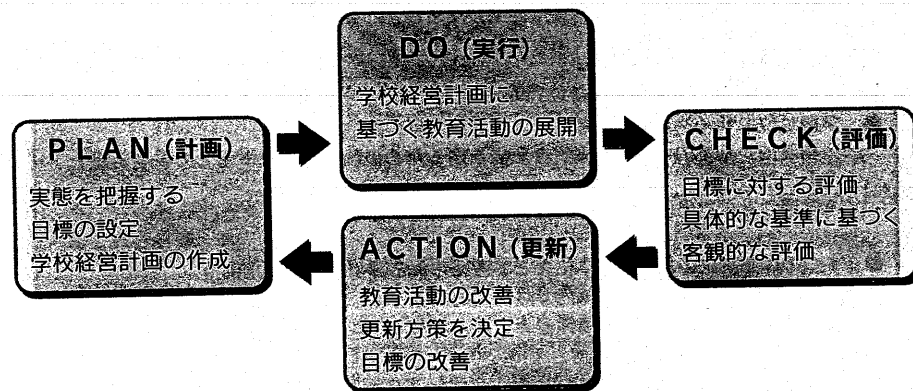 PLAN（計画）
実態を把握する
目標の設定
学校経営計画の作成
DO（実行）
学校経営計画に
基づく教育活動の展開
CHECK（評価）
目標に対する評価
具体的な基準に基づく
客観的な評価
ACTION（更新）
教育活動の改善
更新方策を決定
目標の改善